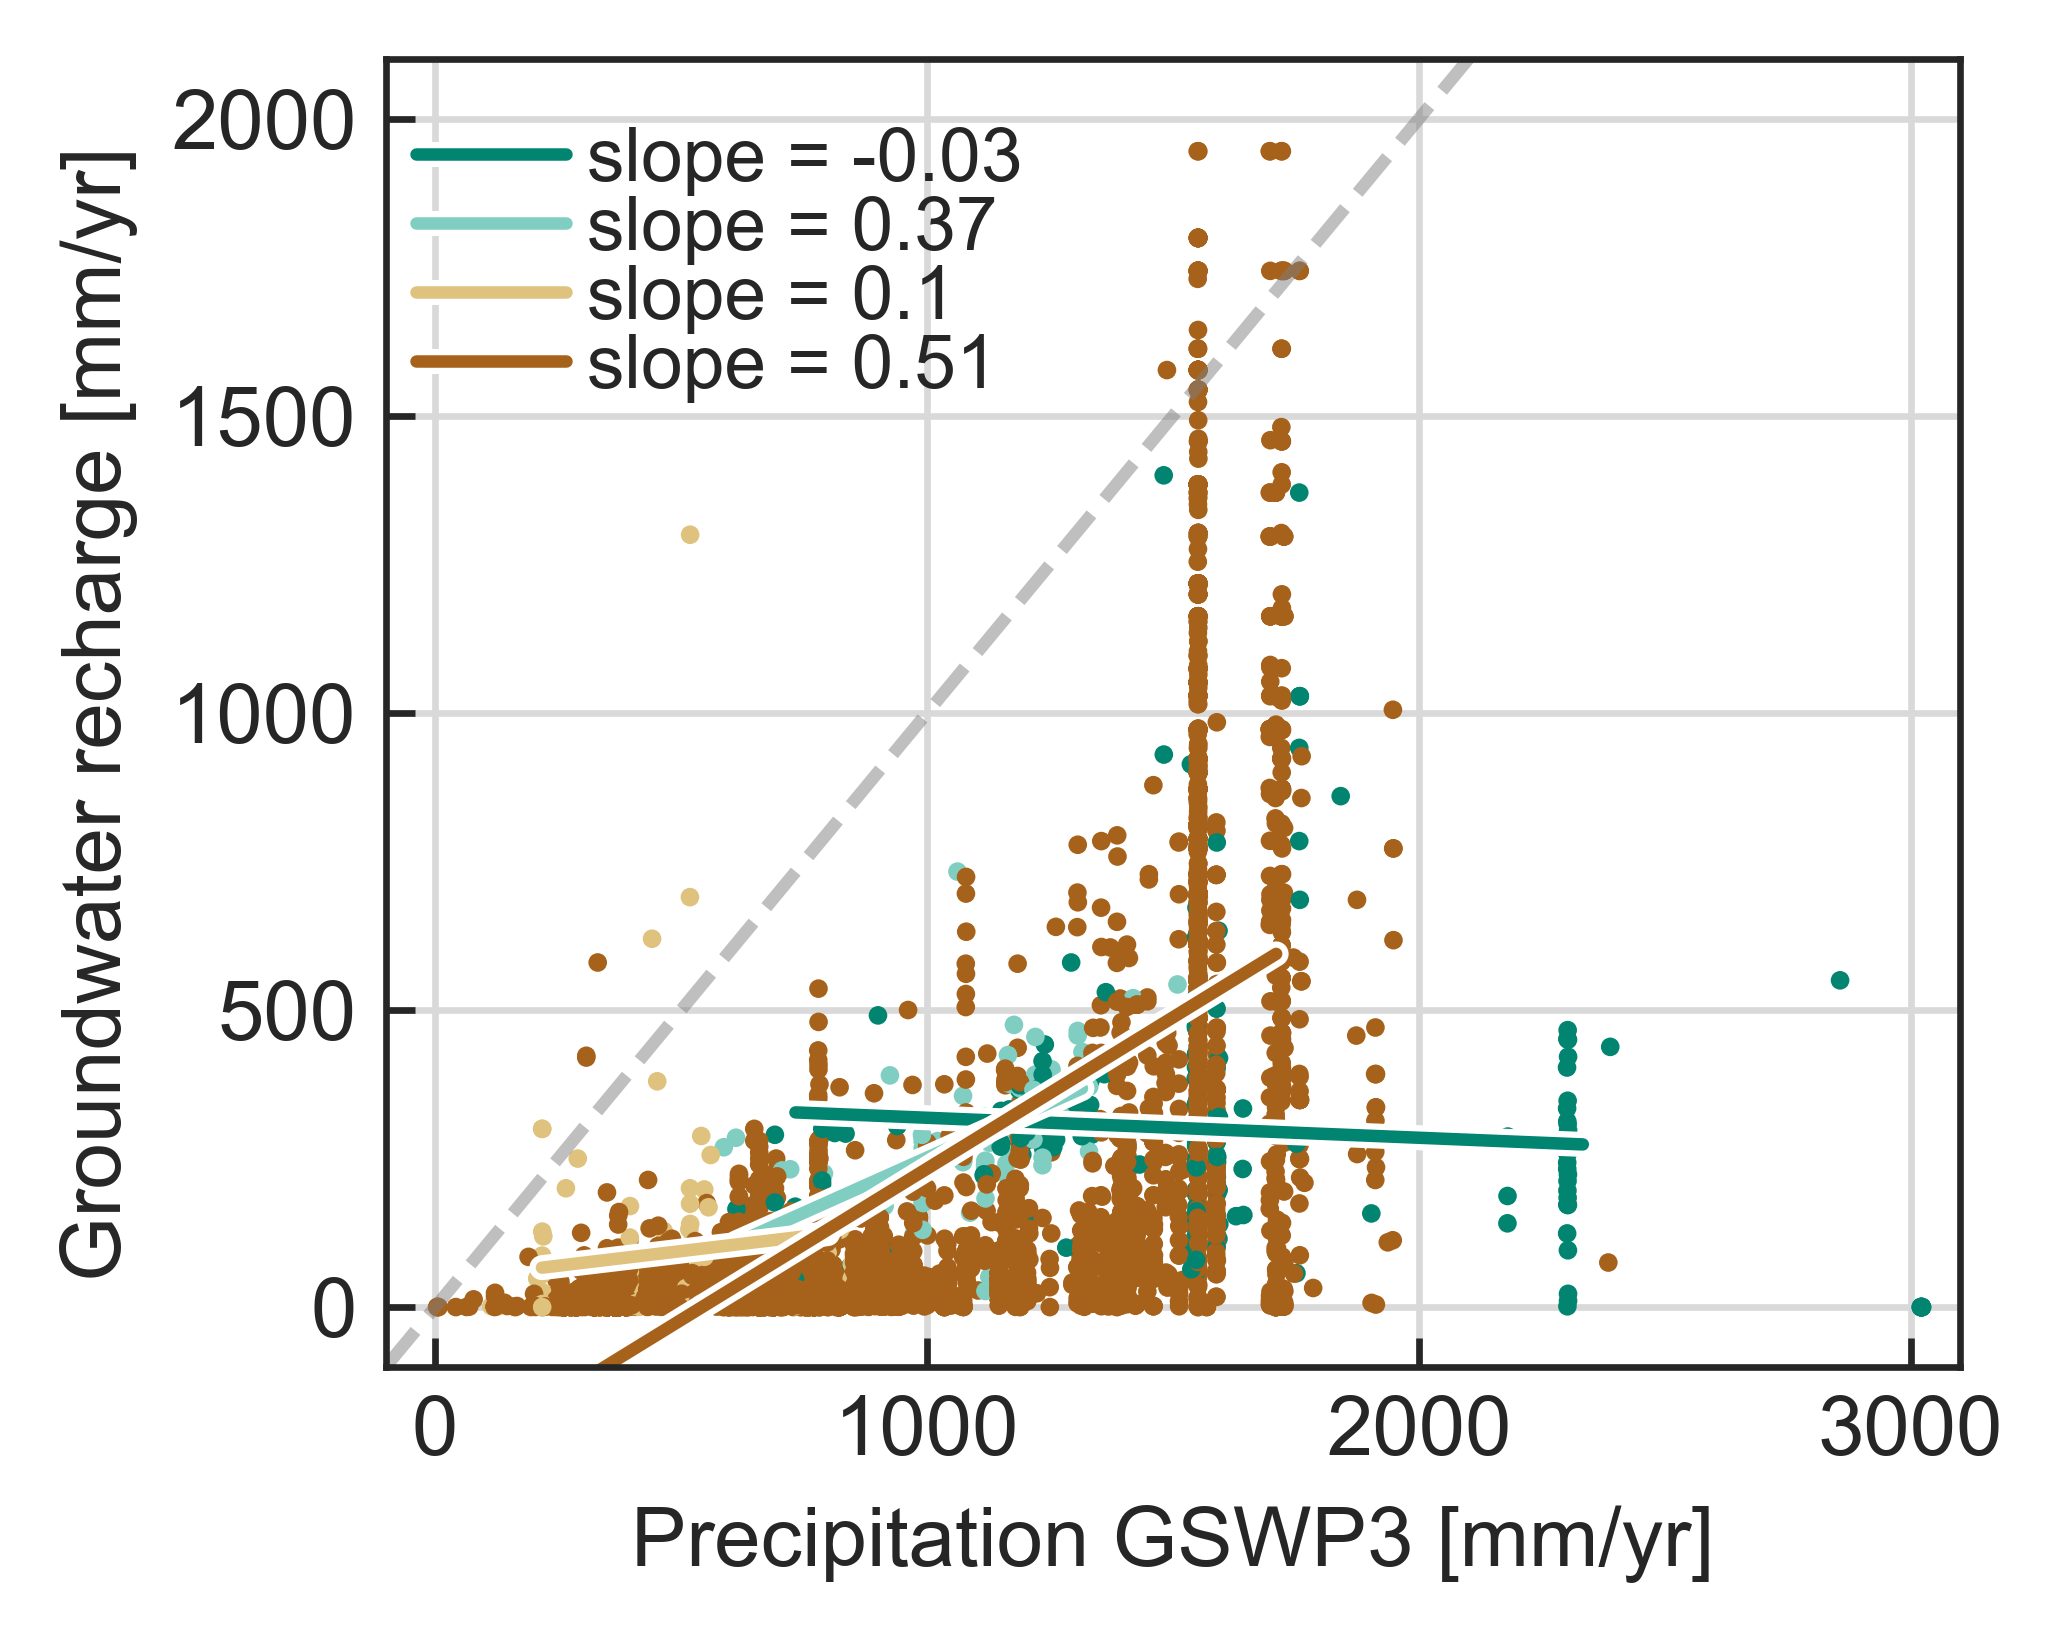 2000
1500
1000
500
0
Groundwater recharge [mm/yr]
slope = -0.03
slope = 0.37
slope = 0.1
slope = 0.51
0 1000 2000 3000
Precipitation GSWP3 [mm/yr]